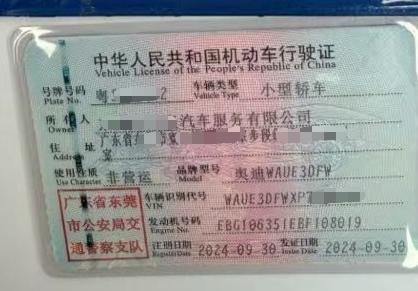 中华人民共和国机动车行驶证
Vehicle License of the People's Republic of China
号牌号码 粤 2 车辆类型 小型轿车
Plate No. Vehicle Type
所有人 汽车服务有限公司
Owner
住址 广东省
Address
使用性质 非营运 品牌型号 奥迪WAUE3DFW
Use Character Model
广东省东莞
市公安局交
通警察支队
车辆识别代号 WAUE3DFWXP7
VIN
发动机号码 EBG106351EBF108019
Engine No.
注册日期 2024-09-30 发证日期 2024-09-30
Register Date Issue Date